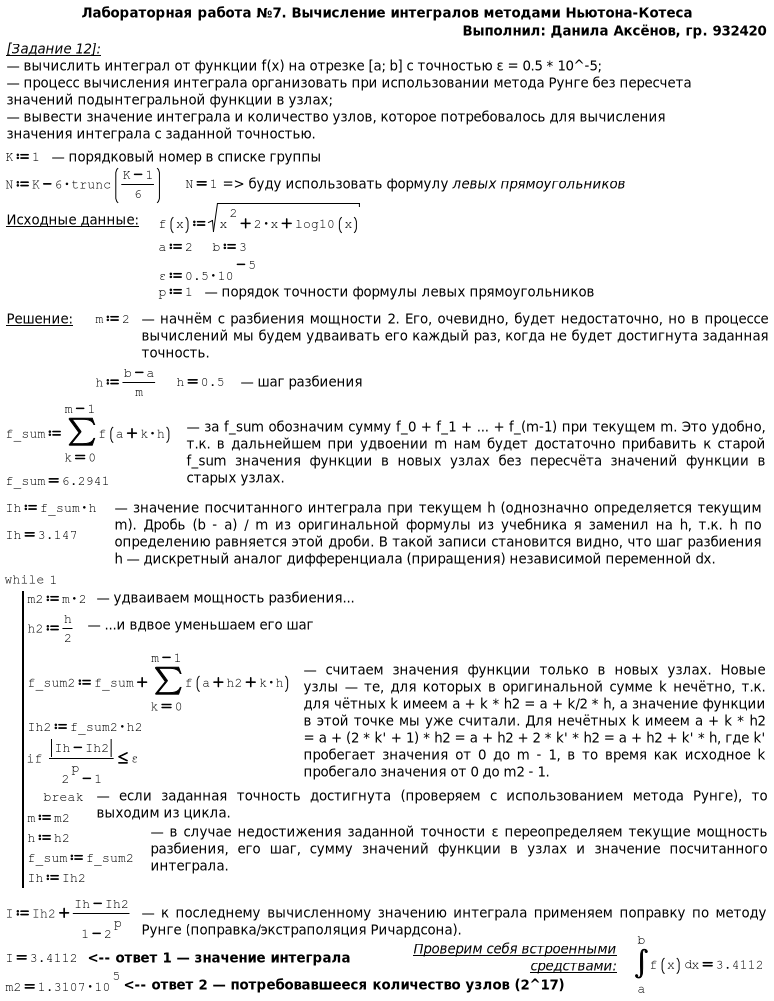 Лабораторная работа №7. Вычисление интегралов методами Ньютона-Котеса
Выполнил: Данила Аксёнов, гр. 932420
[Задание 12]:
— вычислить интеграл от функции f(x) на отрезке [a; b] с точностью ε = 0.5 * 10^-5;
— процесс вычисления интеграла организовать при использовании метода Рунге без пересчета
значений подынтегральной функции в узлах;
— вывести значение интеграла и количество узлов, которое потребовалось для вычисления
значения интеграла с заданной точностью.
K:=1 — порядковый номер в списке группы
N:=K−6·trunc((K−1)/6) N=1 => буду использовать формулу левых прямоугольников
Исходные данные: f(x):=√(x^2+2·x+log10(x))
a:=2 b:=3
ε:=0.5·10^−5
p:=1 — порядок точности формулы левых прямоугольников
Решение: m:=2 — начнём с разбиения мощности 2. Его, очевидно, будет недостаточно, но в процессе
вычислений мы будем удваивать его каждый раз, когда не будет достигнута заданная
точность.
h:=(b−a)/m h=0.5 — шаг разбиения
f_sum:=∑_{k=0}^{m−1} f(a+k·h) — за f_sum обозначим сумму f_0 + f_1 + ... + f_(m-1) при текущем m. Это удобно,
т.к. в дальнейшем при удвоении m нам будет достаточно прибавить к старой
f_sum значения функции в новых узлах без пересчёта значений функции в
f_sum=6.2941 старых узлах.
Ih:=f_sum·h — значение посчитанного интеграла при текущем h (однозначно определяется текущим
m). Дробь (b - a) / m из оригинальной формулы из учебника я заменил на h, т.к. h по
Ih=3.147 определению равняется этой дроби. В такой записи становится видно, что шаг разбиения
h — дискретный аналог дифференциала (приращения) независимой переменной dx.
while 1
m2:=m·2 — удваиваем мощность разбиения...
h2:=h/2 — ...и вдвое уменьшаем его шаг
f_sum2:=f_sum+∑_{k=0}^{m−1} f(a+h2+k·h) — считаем значения функции только в новых узлах. Новые
узлы — те, для которых в оригинальной сумме k нечётно, т.к.
для чётных k имеем a + k * h2 = a + k/2 * h, а значение функции
в этой точке мы уже считали. Для нечётных k имеем a + k * h2
Ih2:=f_sum2·h2 = a + (2 * k' + 1) * h2 = a + h2 + 2 * k' * h2 = a + h2 + k' * h, где k'
if |Ih−Ih2|/(2^p−1)≤ε пробегает значения от 0 до m - 1, в то время как исходное k
пробегало значения от 0 до m2 - 1.
break — если заданная точность достигнута (проверяем с использованием метода Рунге), то
выходим из цикла.
m:=m2
h:=h2 — в случае недостижения заданной точности ε переопределяем текущие мощность
f_sum:=f_sum2 разбиения, его шаг, сумму значений функции в узлах и значение посчитанного
Ih:=Ih2 интеграла.
I:=Ih2+(Ih−Ih2)/(1−2^p) — к последнему вычисленному значению интеграла применяем поправку по методу
Рунге (поправка/экстраполяция Ричардсона).
I=3.4112 <-- ответ 1 — значение интеграла
Проверим себя встроенными
средствами: ∫_a^b f(x)dx=3.4112
m2=1.3107·10^5 <-- ответ 2 — потребовавшееся количество узлов (2^17)